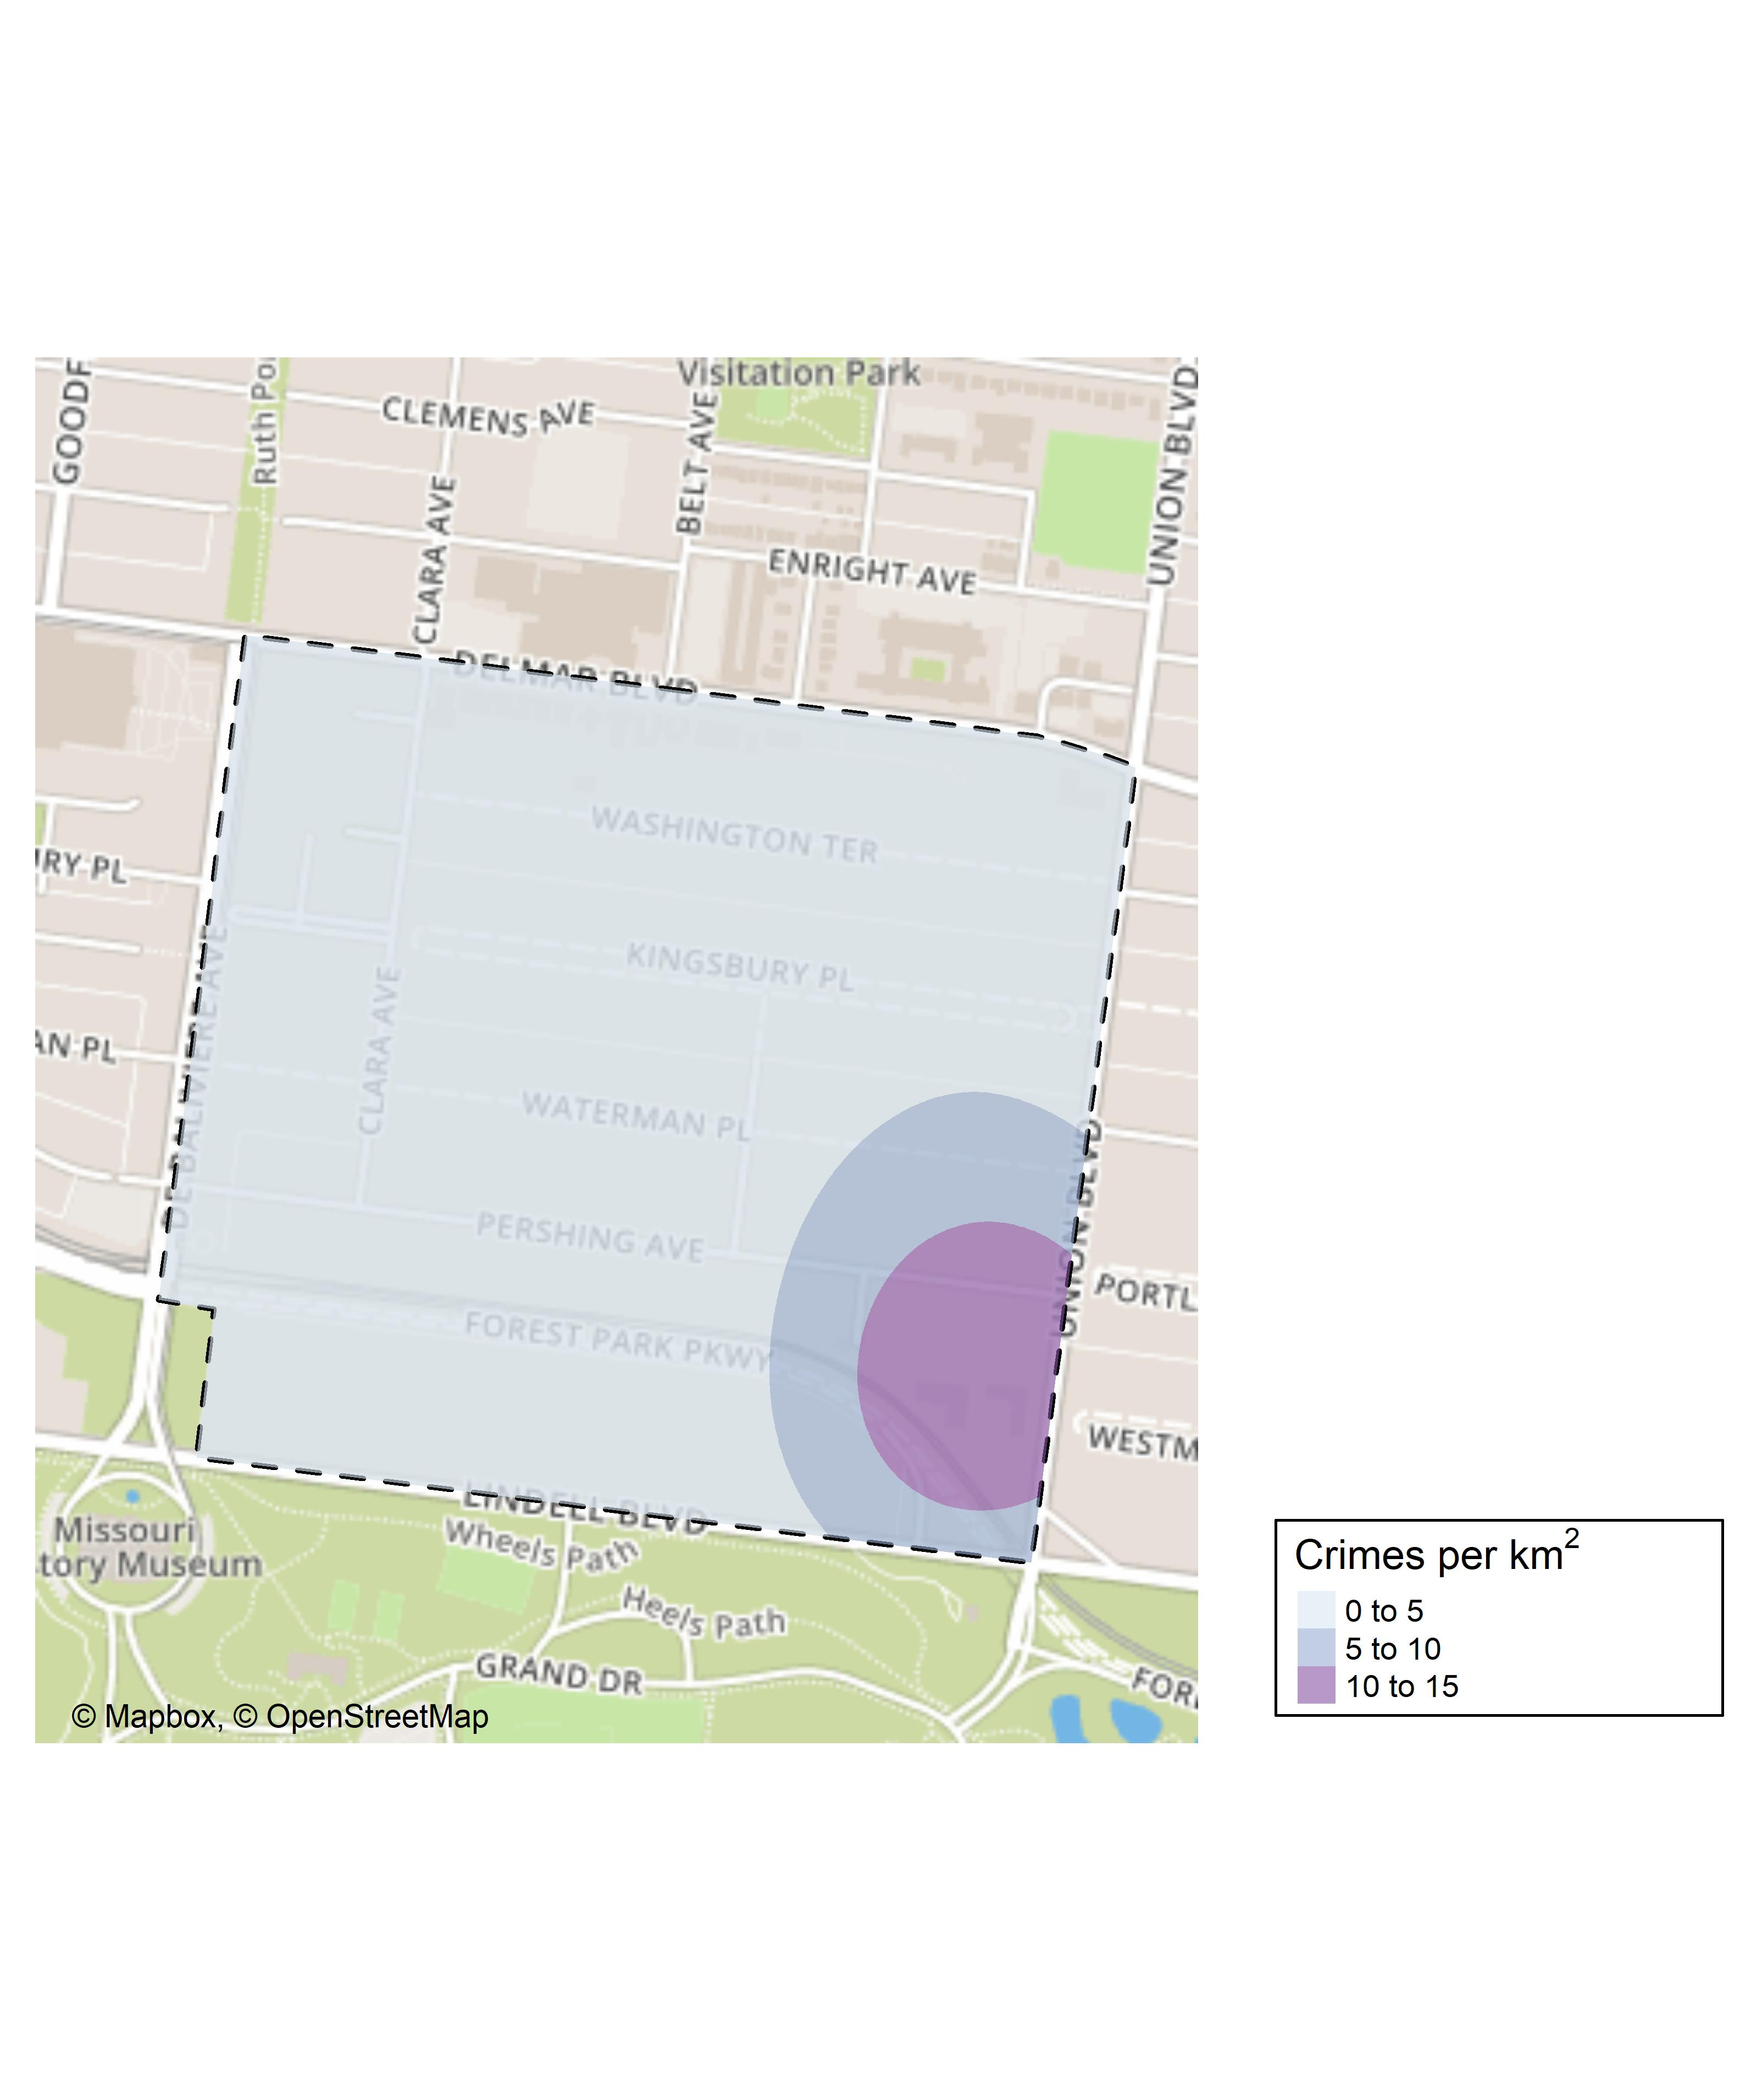 Visitation Park
GOODF
Ruth Po
CLEMENS AVE
BELT AVE
UNION BLVD
CLARA AVE
ENRIGHT AVE
DELMAR BLVD
WASHINGTON TER
URY PL
KINGSBURY PL
DEBALIVIERE AVE
CLARA AVE
AN PL
WATERMAN PL
UNION BLVD
PERSHING AVE
PORTL
FOREST PARK PKWY
WESTM
LINDELL BLVD
Wheels Path
Missouri
tory Museum
Heels Path
GRAND DR
FOR
© Mapbox, © OpenStreetMap
Crimes per km²
0 to 5
5 to 10
10 to 15